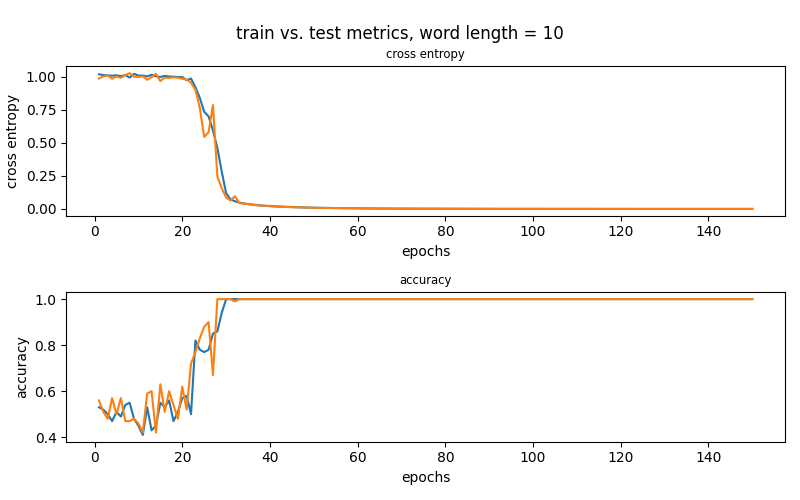 train vs. test metrics, word length = 10
cross entropy
cross entropy
1.00
0.75
0.50
0.25
0.00
0 20 40 60 80 100 120 140
epochs
accuracy
accuracy
1.0
0.8
0.6
0.4
0 20 40 60 80 100 120 140
epochs